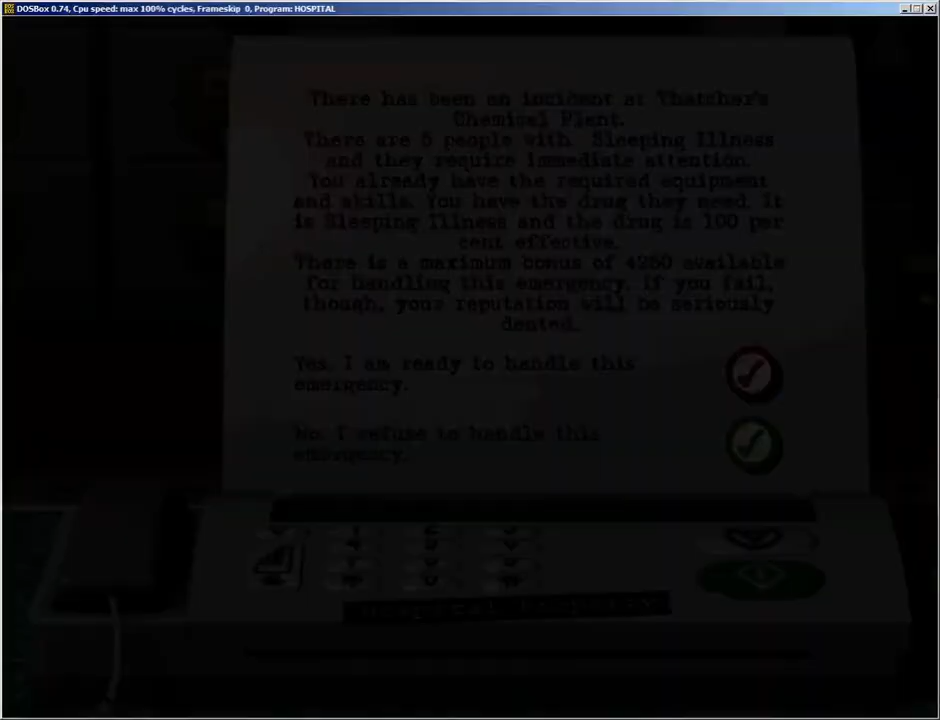 DOSBox 0.74, Cpu speed: max 100% cycles, Frameskip 0, Program: HOSPITAL
There has been an incident at Thatcher's
Chemical Plant.
There are 5 people with Sleeping Illness
and they require immediate attention.
You already have the required equipment
and skills. You have the drug they need. It
is Sleeping Illness and the drug is 100 per
cent effective.
There is a maximum bonus of 4250 available
for handling this emergency. If you fail,
though, your reputation will be seriously
dented.
Yes. I am ready to handle this
emergency.
No. I refuse to handle this
emergency.
Hospital Property